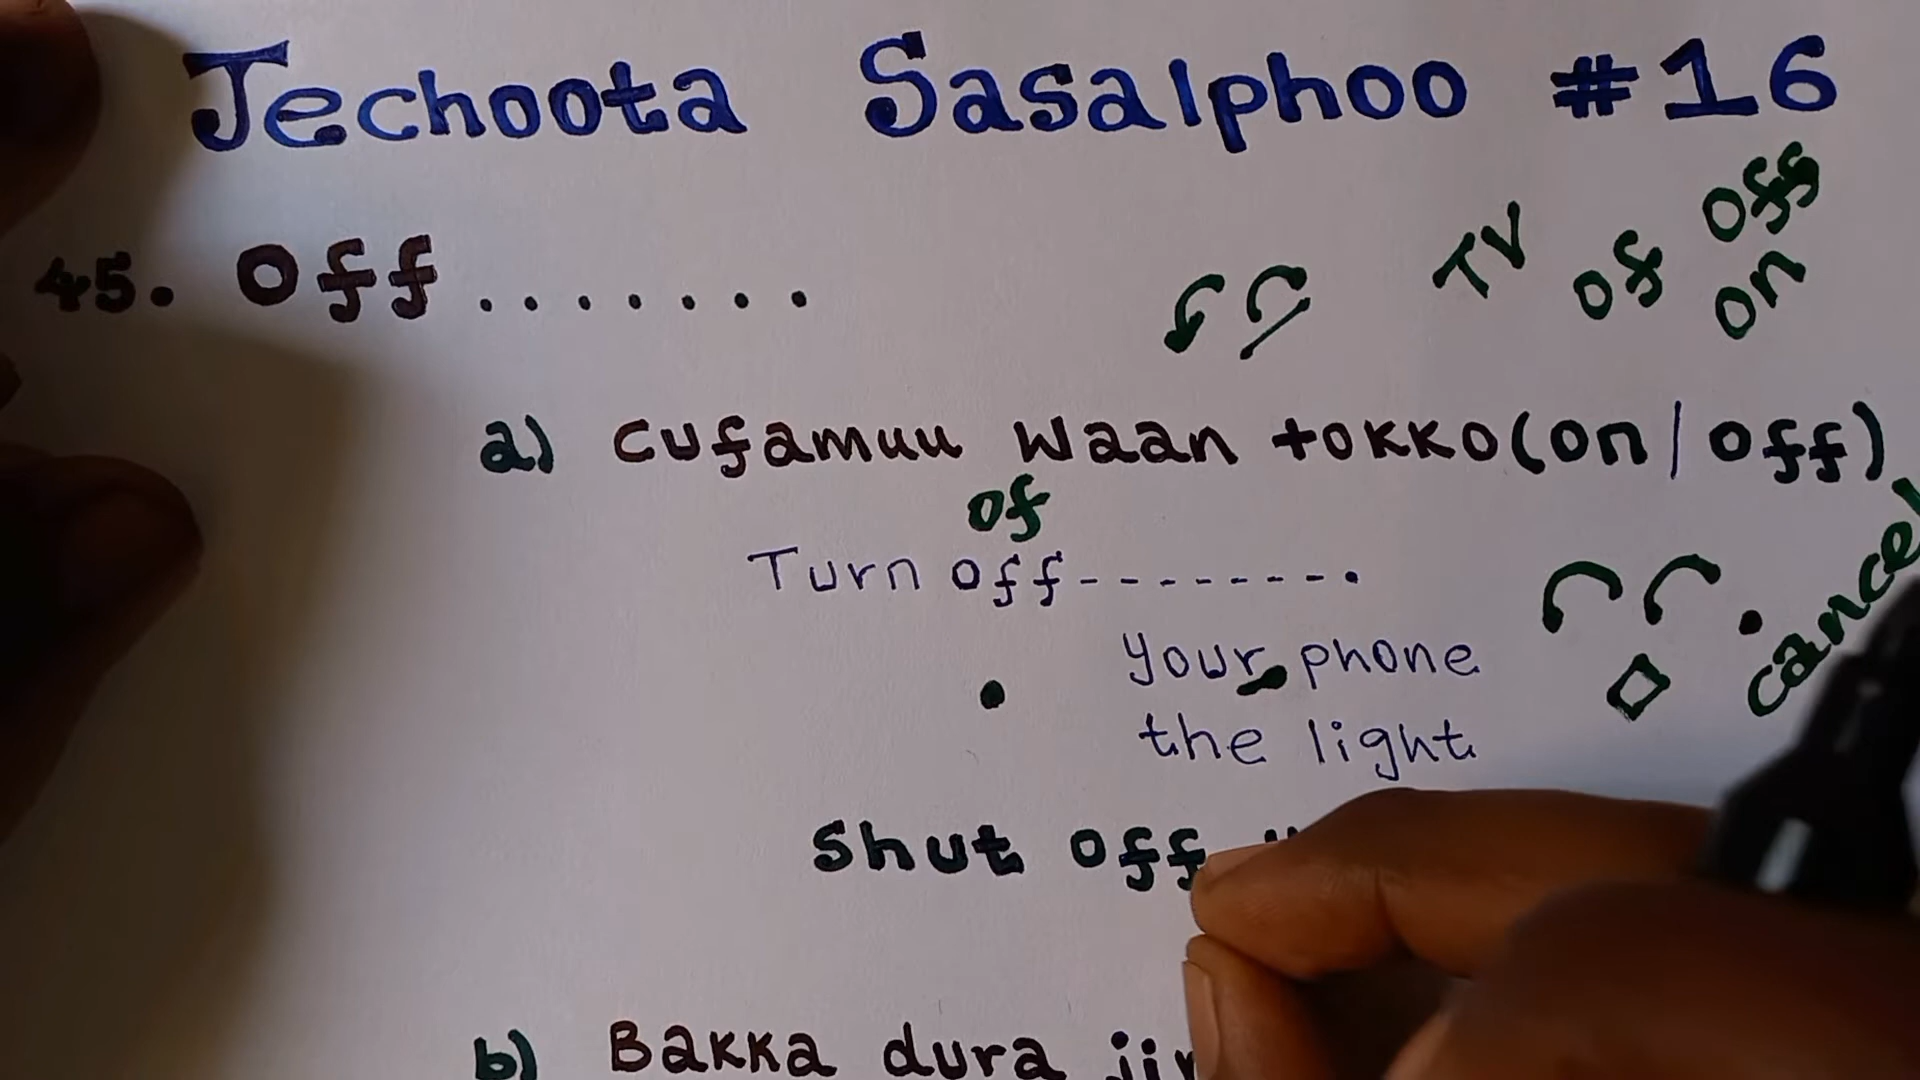 Jechoota Sasalphoo #16
TV of off on
45. Off.......
a) Cufamuu waan tokko(on/off)
of
Turn off--------.
your phone
cancel
the light
Shut off
b) Bakka dura